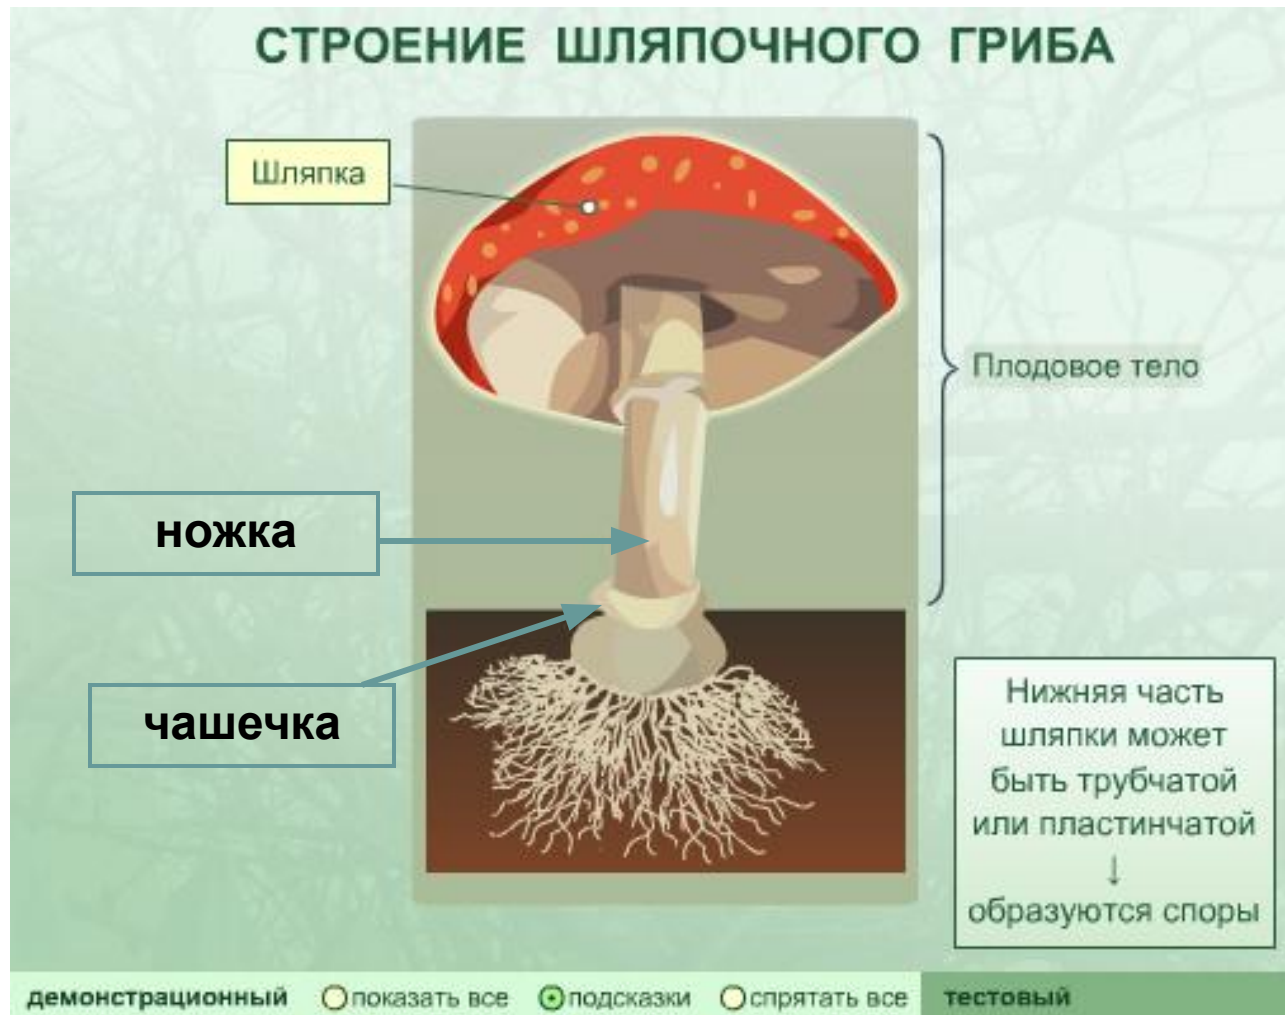 СТРОЕНИЕ ШЛЯПОЧНОГО ГРИБА
Шляпка
Плодовое тело
ножка
чашечка
Нижняя часть
шляпки может
быть трубчатой
или пластинчатой
↓
образуются споры
демонстрационный показать все подсказки спрятать все тестовый